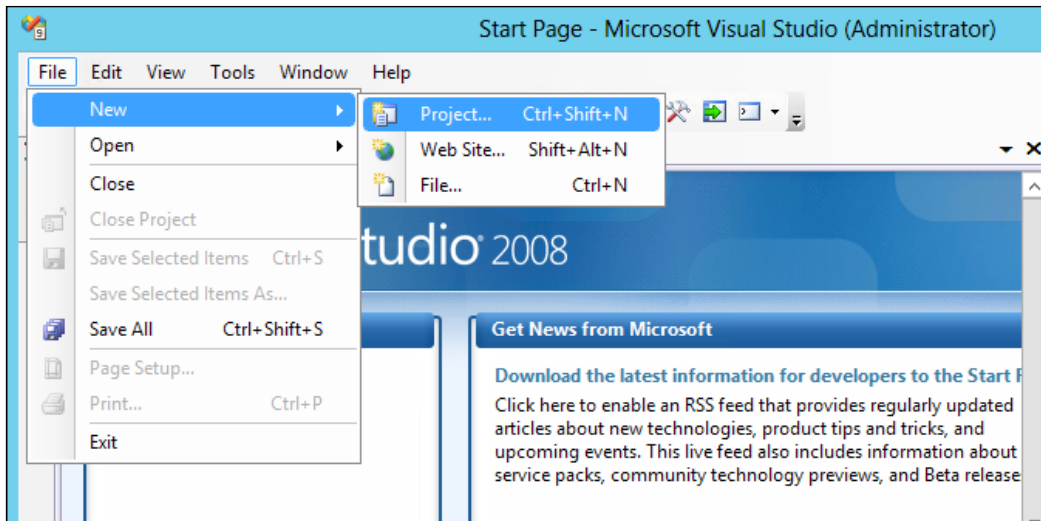 Start Page - Microsoft Visual Studio (Administrator)
File Edit View Tools Window Help
New
Project... Ctrl+Shift+N
Open
Web Site... Shift+Alt+N
Close
File... Ctrl+N
Close Project
Save Selected Items Ctrl+S
tudio 2008
Save Selected Items As...
Save All Ctrl+Shift+S
Get News from Microsoft
Page Setup...
Download the latest information for developers to the Start
Print... Ctrl+P
Click here to enable an RSS feed that provides regularly updated
articles about new technologies, product tips and tricks, and
Exit
upcoming events. This live feed also includes information about
service packs, community technology previews, and Beta release